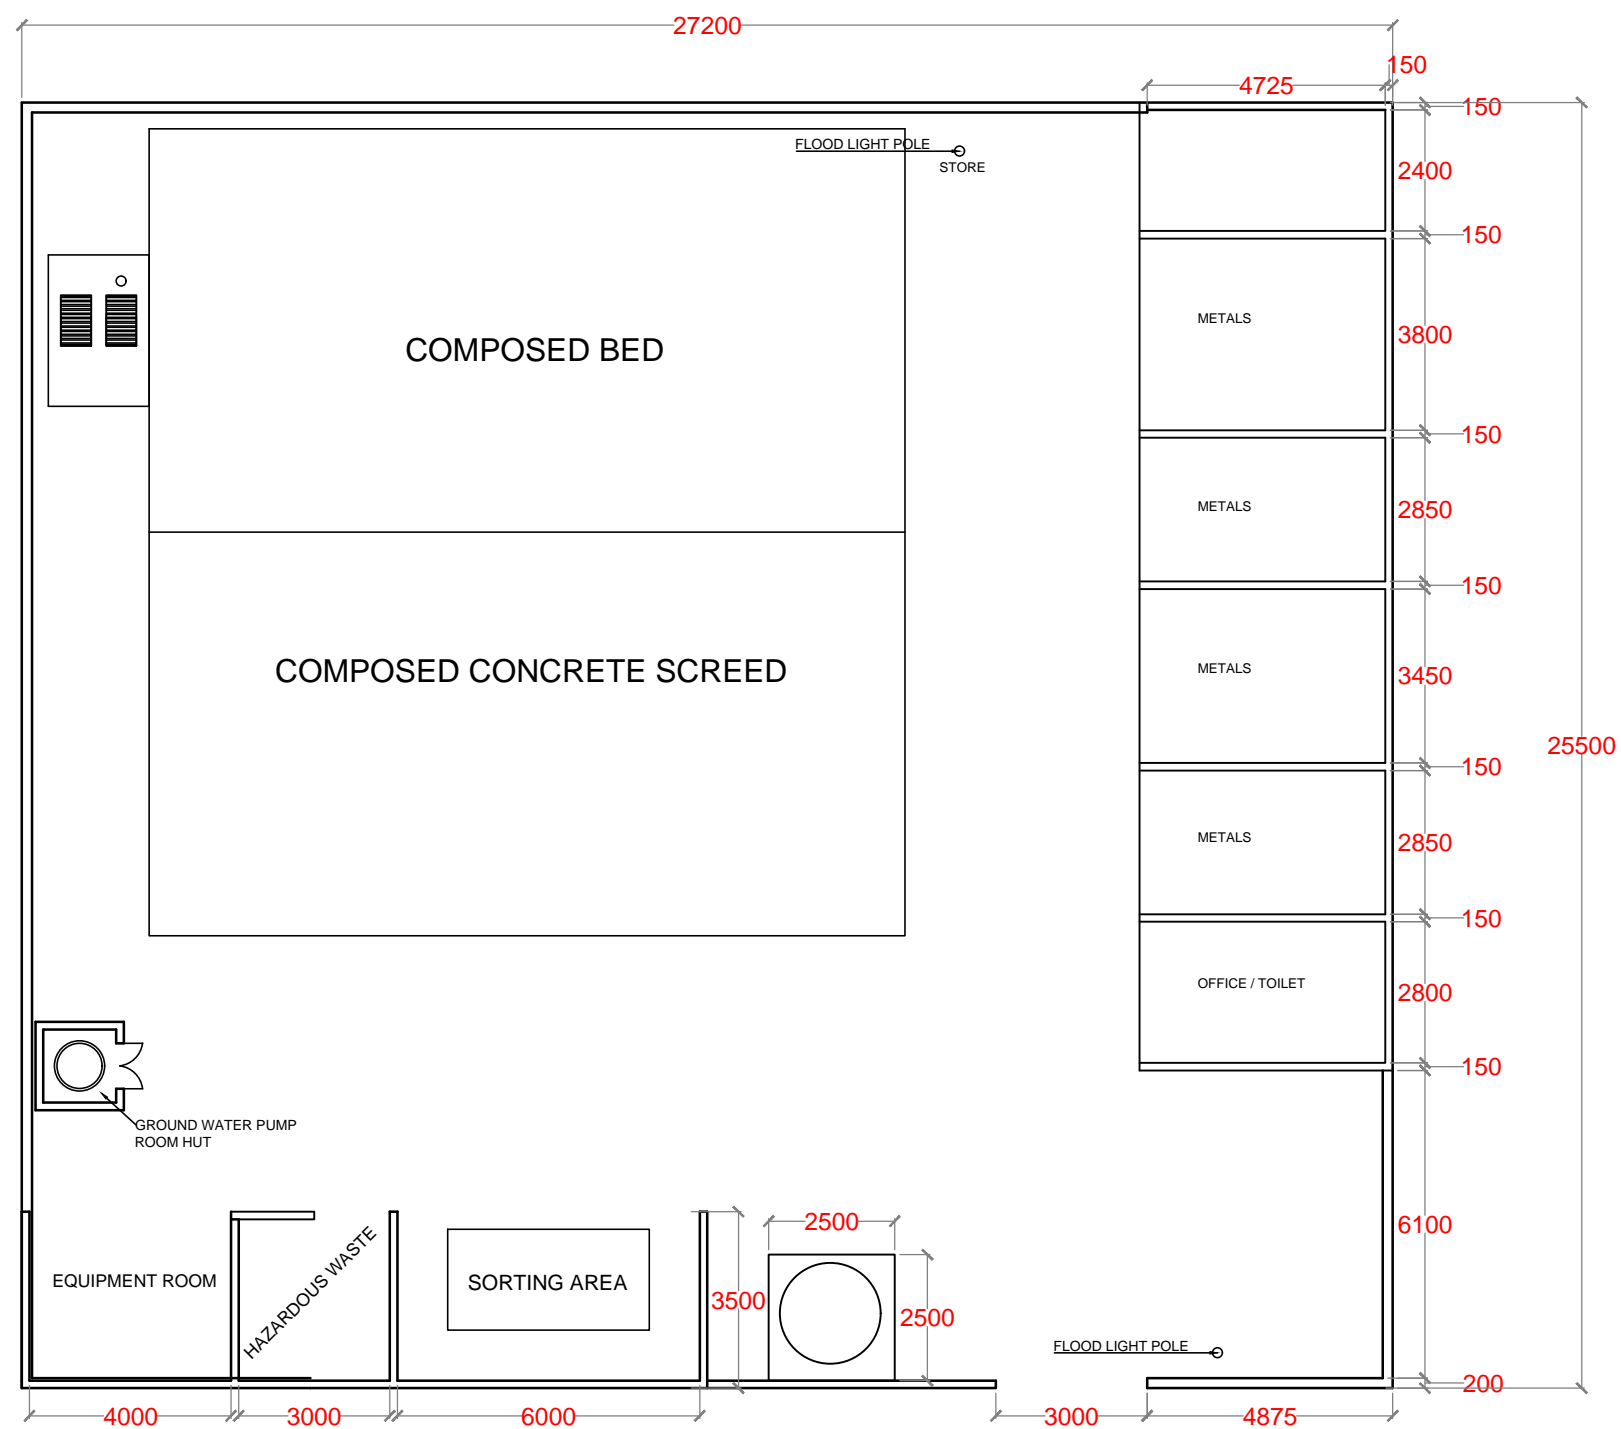 27200
150
4725
150
FLOOD LIGHT POLE
STORE
2400
150
METALS
3800
COMPOSED BED
150
METALS
2850
150
COMPOSED CONCRETE SCREED
METALS
3450
25500
150
METALS
2850
150
OFFICE / TOILET
2800
150
GROUND WATER PUMP
ROOM HUT
2500
6100
EQUIPMENT ROOM
HAZARDOUS WASTE
SORTING AREA
3500
2500
FLOOD LIGHT POLE
200
4000
3000
6000
3000
4875